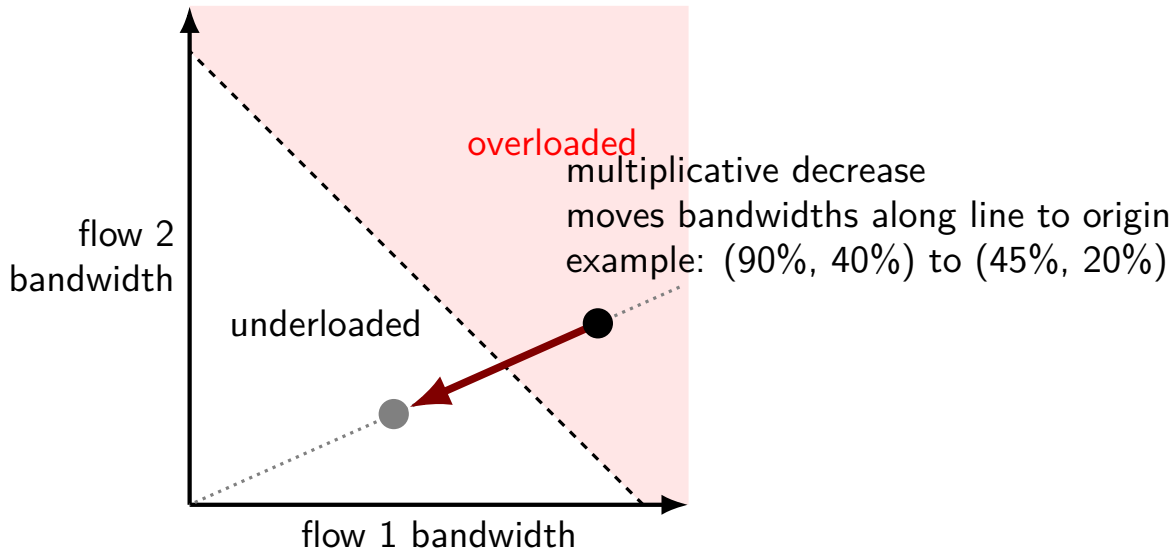 overloaded
multiplicative decrease
moves bandwidths along line to origin
example: (90%, 40%) to (45%, 20%)
flow 2
bandwidth
underloaded
flow 1 bandwidth